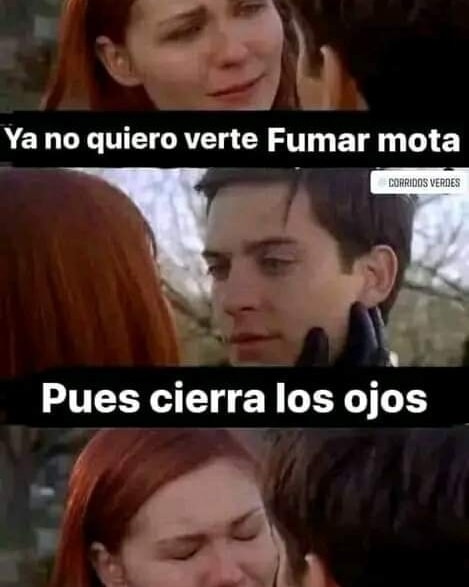 Ya no quiero verte Fumar mota
CORRIDOS VERDES
Pues cierra los ojos